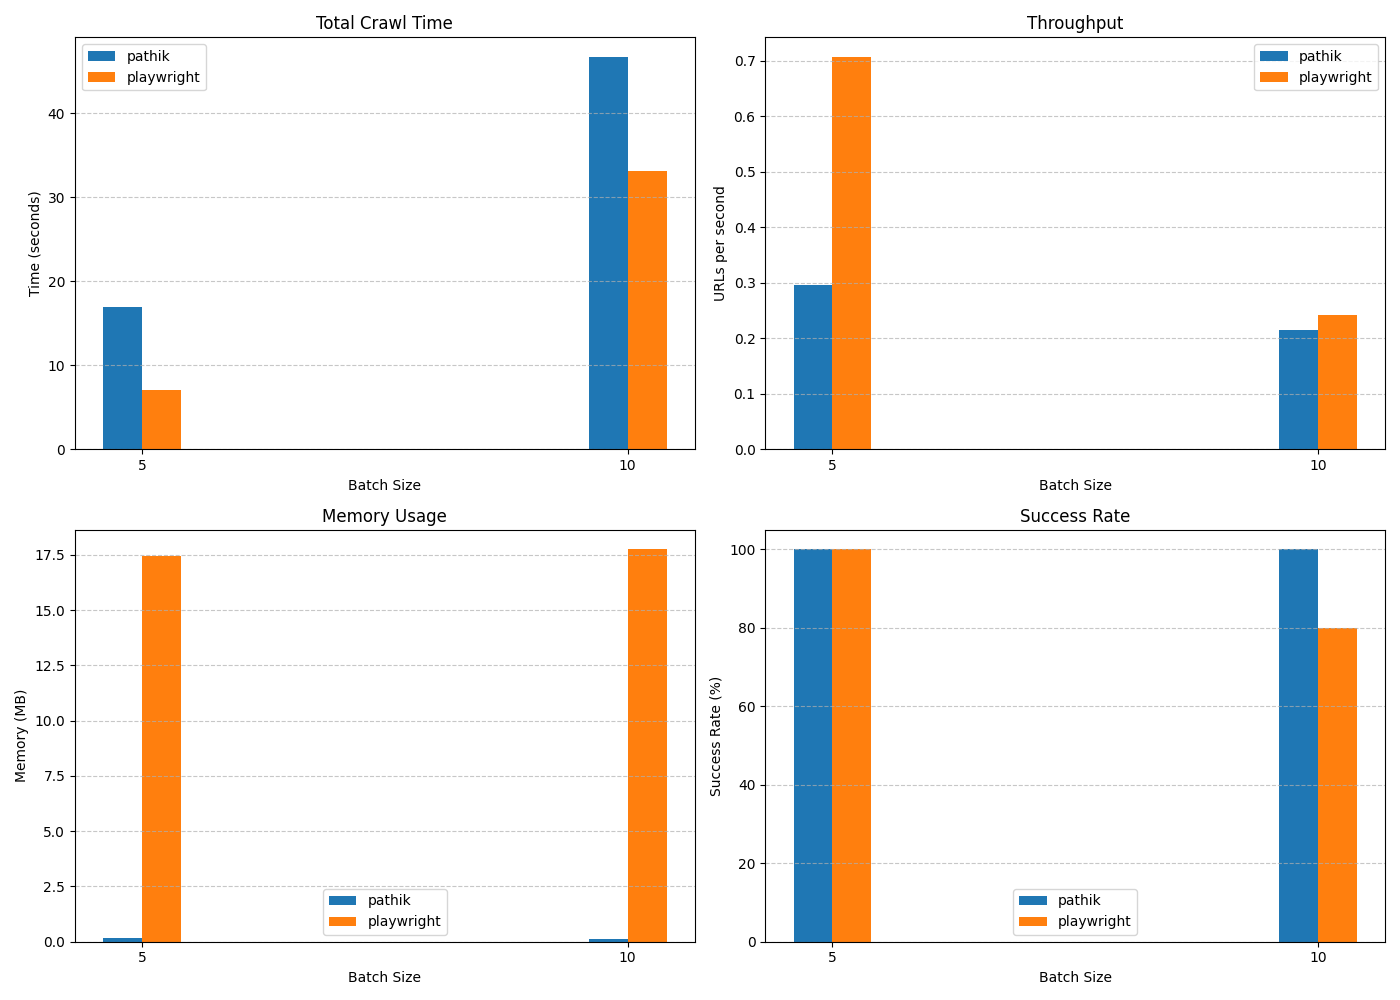 Total Crawl Time
pathik
playwright
40
30
20
10
0
Time (seconds)
5
10
Batch Size
Throughput
pathik
playwright
0.7
0.6
0.5
0.4
0.3
0.2
0.1
0.0
URLs per second
5
10
Batch Size
Memory Usage
17.5
15.0
12.5
10.0
7.5
5.0
2.5
0.0
Memory (MB)
pathik
playwright
5
10
Batch Size
Success Rate
100
80
60
40
20
0
Success Rate (%)
pathik
playwright
5
10
Batch Size